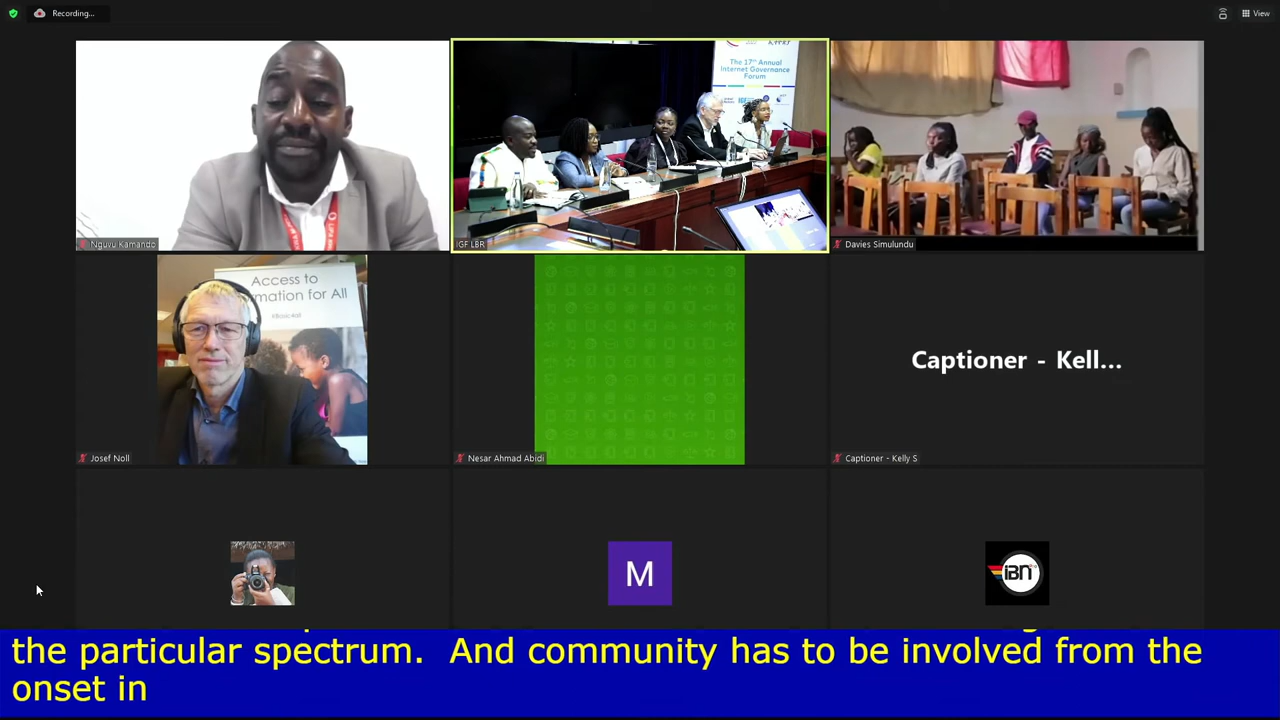 Recording...
View
The 17th Annual
Internet Governance
Forum
Nguvu Kamando
IGF LBR
Davies Simulundu
Access to
rmation for All
#Basic4all
Captioner - Kell...
Josef Noll
Nesar Ahmad Abidi
Captioner - Kelly S
M
iBN
the particular spectrum. And community has to be involved from the
onset in